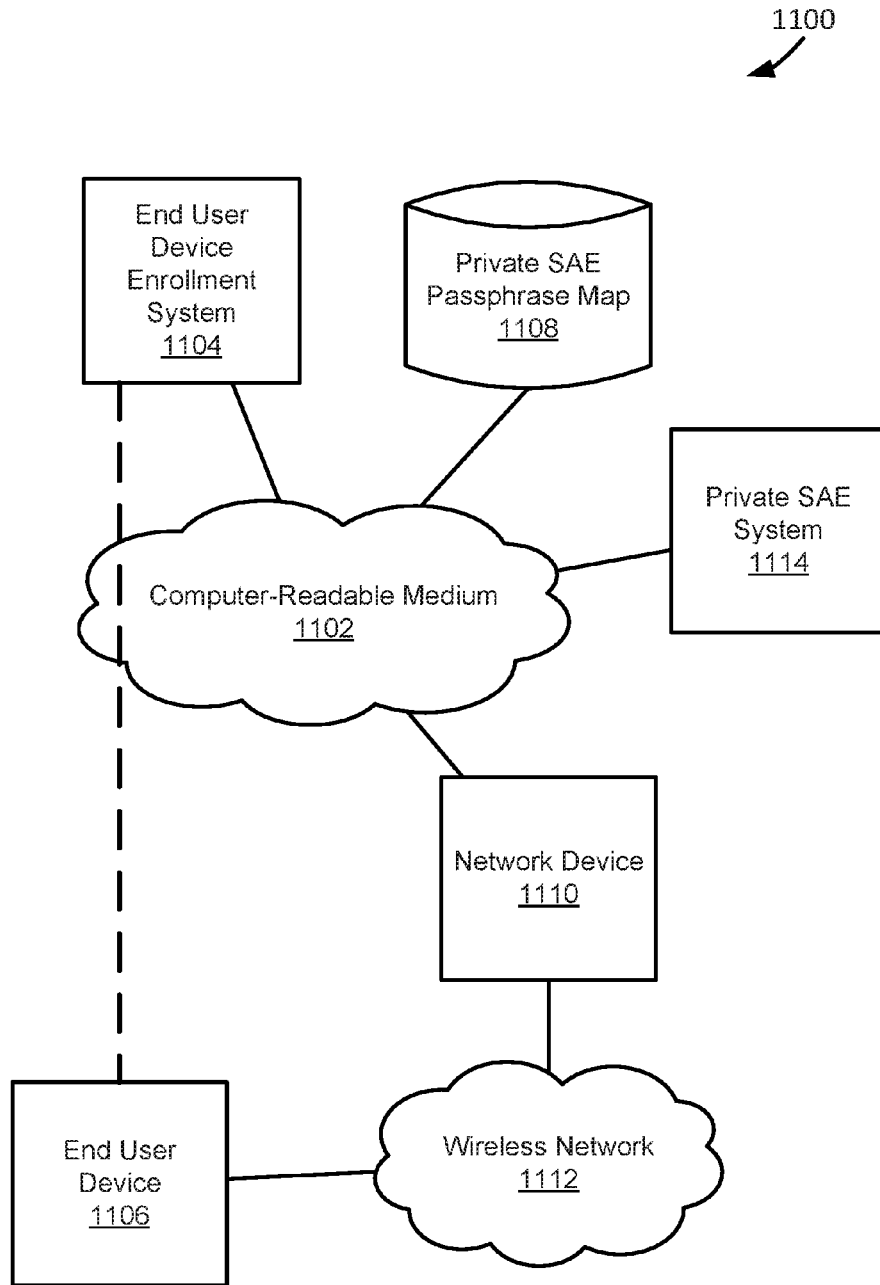 1100
End User
Device
Enrollment
System
1104
Private SAE
Passphrase Map
1108
Private SAE
System
1114
Computer-Readable Medium
1102
Network Device
1110
Wireless Network
1112
End User
Device
1106